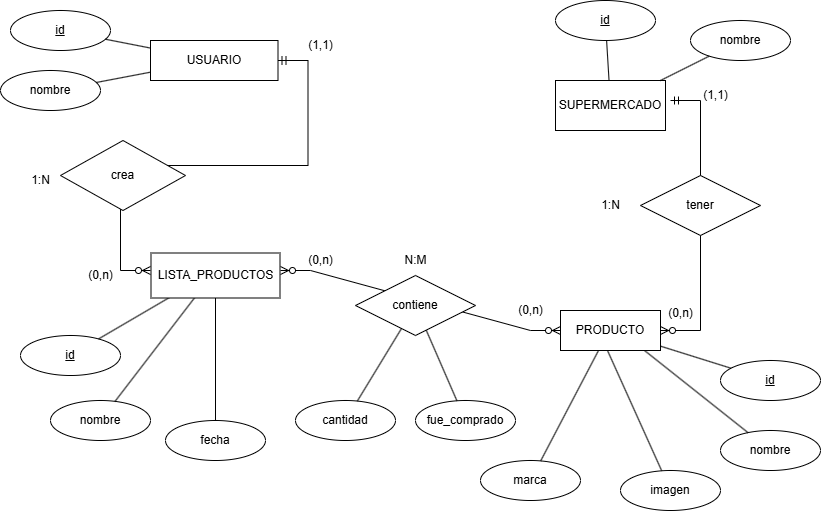 id
id
nombre
(1,1)
USUARIO
nombre
(1,1)
SUPERMERCADO
crea
1:N
1:N
tener
(0,n)
N:M
(0,n)
LISTA_PRODUCTOS
contiene
(0,n)
(0,n)
PRODUCTO
id
id
nombre
cantidad
fue_comprado
fecha
nombre
marca
imagen